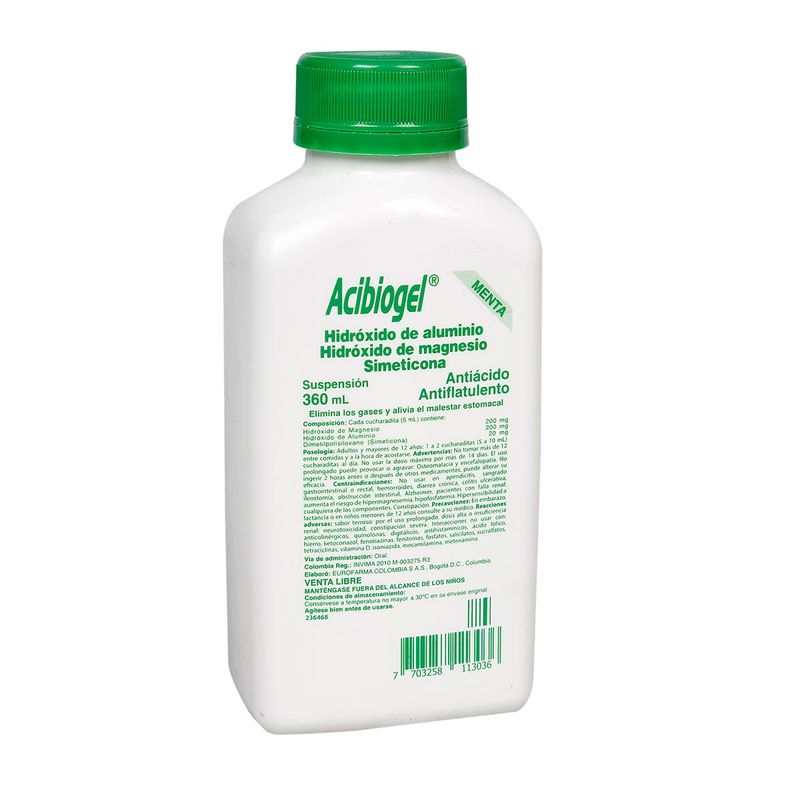 Acibiogel®
MENTA
Hidróxido de aluminio
Hidróxido de magnesio
Simeticona
Suspensión
360 mL
Antiácido
Antiflatulento
Elimina los gases y alivia el malestar estomacal
Composición: Cada cucharadita (5 mL) contiene:
Hidróxido de Magnesio 200 mg
Hidróxido de Aluminio 200 mg
Dimetilpolisiloxano (Simeticona) 20 mg
Posología: Adultos y mayores de 12 años: 1 a 2 cucharaditas (5 a 10 mL)
entre comidas y a la hora de acostarse. Advertencias: No tomar más de 12
cucharaditas al día. No usar la dosis máxima por más de 14 días. El uso
prolongado puede provocar o agravar: Osteomalacia y encefalopatía. No
ingerir 2 horas antes o después de otros medicamentos, puede alterar su
eficacia. Contraindicaciones: No usar en apendicitis, sangrado
gastrointestinal o rectal, hemorroides, diarrea crónica, colitis ulcerativa,
ileostomía, obstrucción intestinal, Alzheimer, pacientes con falla renal,
aumenta el riesgo de hipermagnesemia, hipofosfatemia Hipersensibilidad a
cualquiera de los componentes. Constipación. Precauciones: En embarazo,
lactancia o en niños menores de 12 años consulte a su médico. Reacciones
adversas: sabor terroso: por el uso prolongado, dosis alta o insuficiencia
renal: neurotoxicidad, constipación severa. Interacciones no usar con:
anticolinérgicos, quinolonas, digitálicos, antihistamínicos, ácido fólico,
hierro, ketoconazol, fenotiazinas, fenitoínas, fosfatos, salicilatos, sucralfatos,
tetraciclinas, vitamina D, isoniazida, mecamilamina, metenamina.
Vía de administración: Oral.
Colombia Reg.: INVIMA 2010 M-003275 R3
Elaboró: EUROFARMA COLOMBIA S.A.S., Bogotá D.C., Colombia.
VENTA LIBRE
MANTÉNGASE FUERA DEL ALCANCE DE LOS NIÑOS
Condiciones de almacenamiento:
Consérvese a temperatura no mayor a 30°C en su envase original
Agítese bien antes de usarse.
236468
7 703258 113036